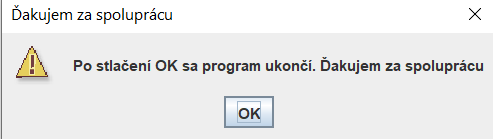 Ďakujem za spoluprácu
Po stlačení OK sa program ukončí. Ďakujem za spoluprácu
OK